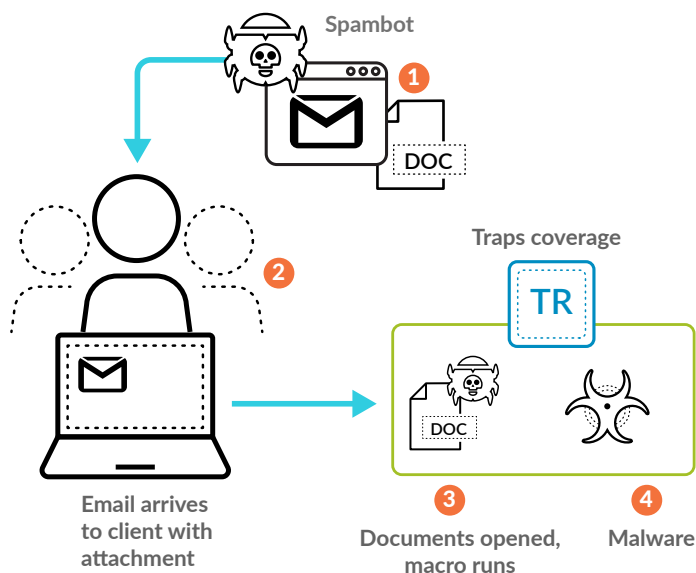 Spambot
1
DOC
2
Traps coverage
TR
DOC
Email arrives
to client with
attachment
3
4
Documents opened,
macro runs
Malware